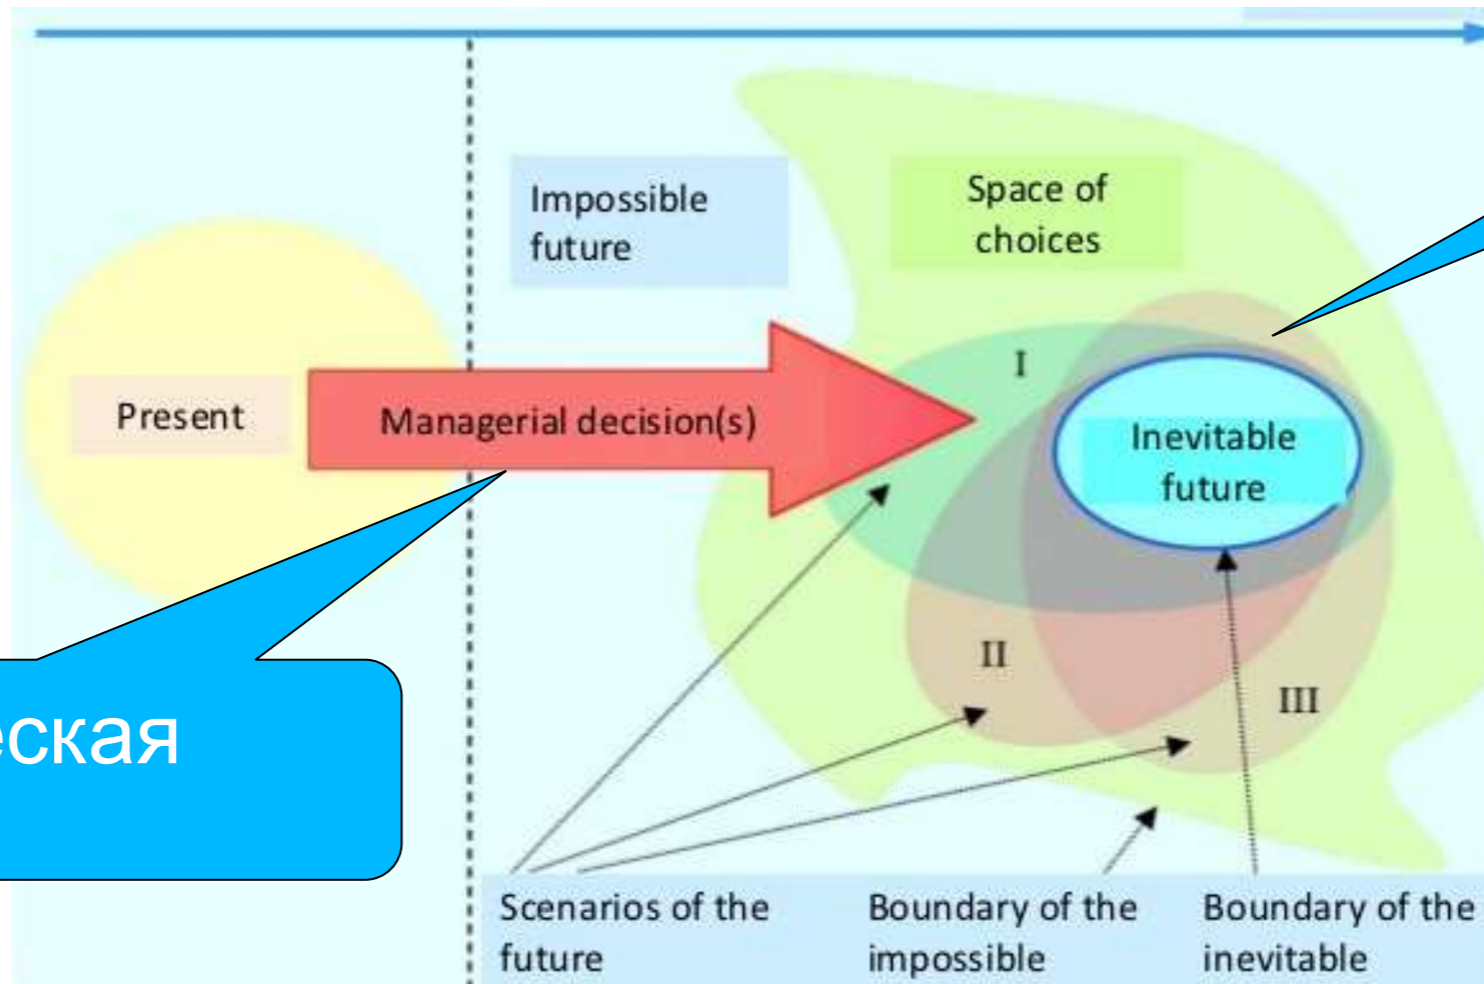 Impossible
future
Space of
choices
I
Present
Managerial decision(s)
Inevitable
future
II
III
еская
Scenarios of the
future
Boundary of the
impossible
Boundary of the
inevitable